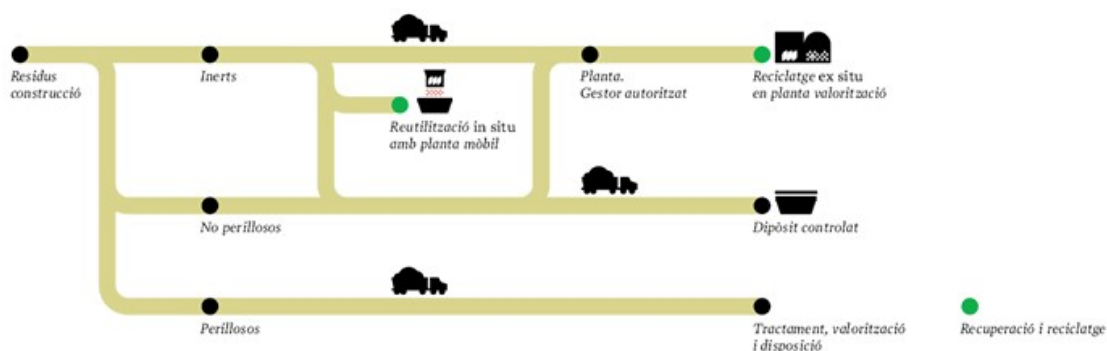 Residus
construcció
Inerts
Planta.
Gestor autoritzat
Reciclatge ex situ
en planta valorització
Reutilització in situ
amb planta mòbil
No perillosos
Dipòsit controlat
Perillosos
Tractament, valorització
i disposició
Recuperació i reciclatge